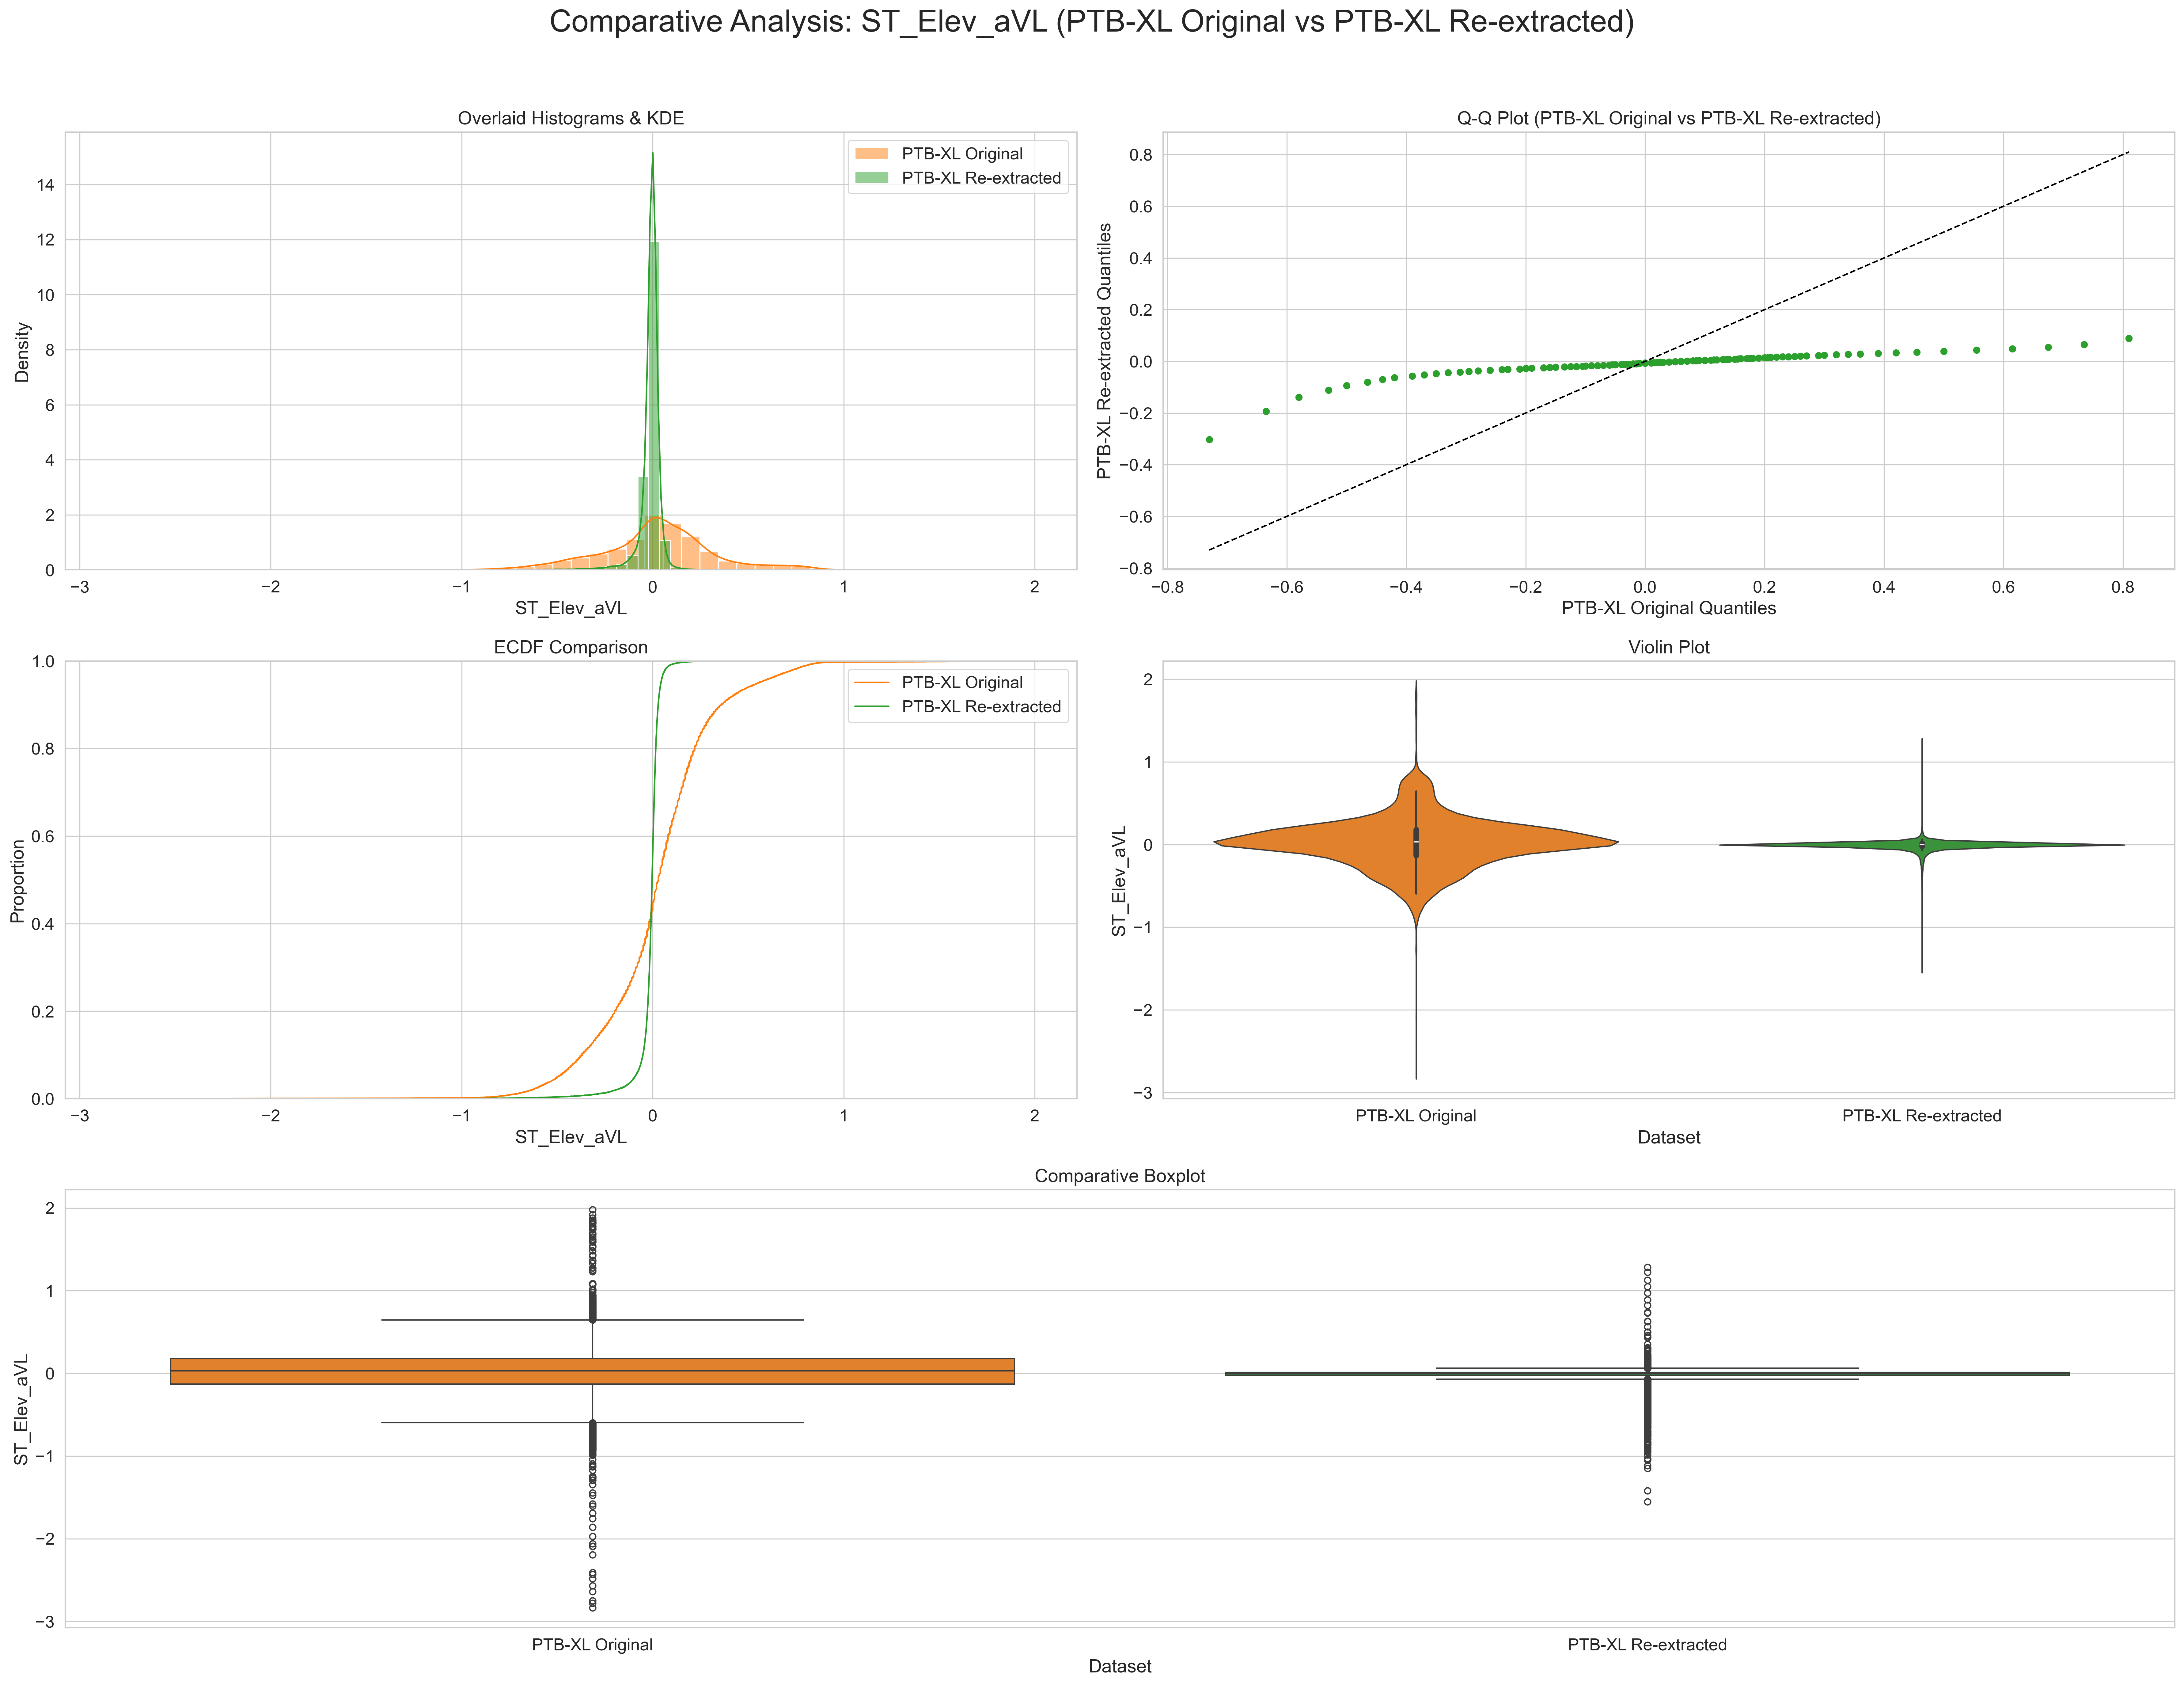 Comparative Analysis: ST_Elev_aVL (PTB-XL Original vs PTB-XL Re-extracted)
Overlaid Histograms & KDE
PTB-XL Original
PTB-XL Re-extracted
14
12
10
8
6
4
2
0
Density
−3
−2
−1
0
1
2
ST_Elev_aVL
Q-Q Plot (PTB-XL Original vs PTB-XL Re-extracted)
0.8
0.6
0.4
0.2
0.0
−0.2
−0.4
−0.6
−0.8
PTB-XL Re-extracted Quantiles
−0.8
−0.6
−0.4
−0.2
0.0
0.2
0.4
0.6
0.8
PTB-XL Original Quantiles
ECDF Comparison
PTB-XL Original
PTB-XL Re-extracted
1.0
0.8
0.6
0.4
0.2
0.0
Proportion
−3
−2
−1
0
1
2
ST_Elev_aVL
Violin Plot
2
1
0
−1
−2
−3
ST_Elev_aVL
PTB-XL Original
PTB-XL Re-extracted
Dataset
Comparative Boxplot
2
1
0
−1
−2
−3
ST_Elev_aVL
PTB-XL Original
PTB-XL Re-extracted
Dataset